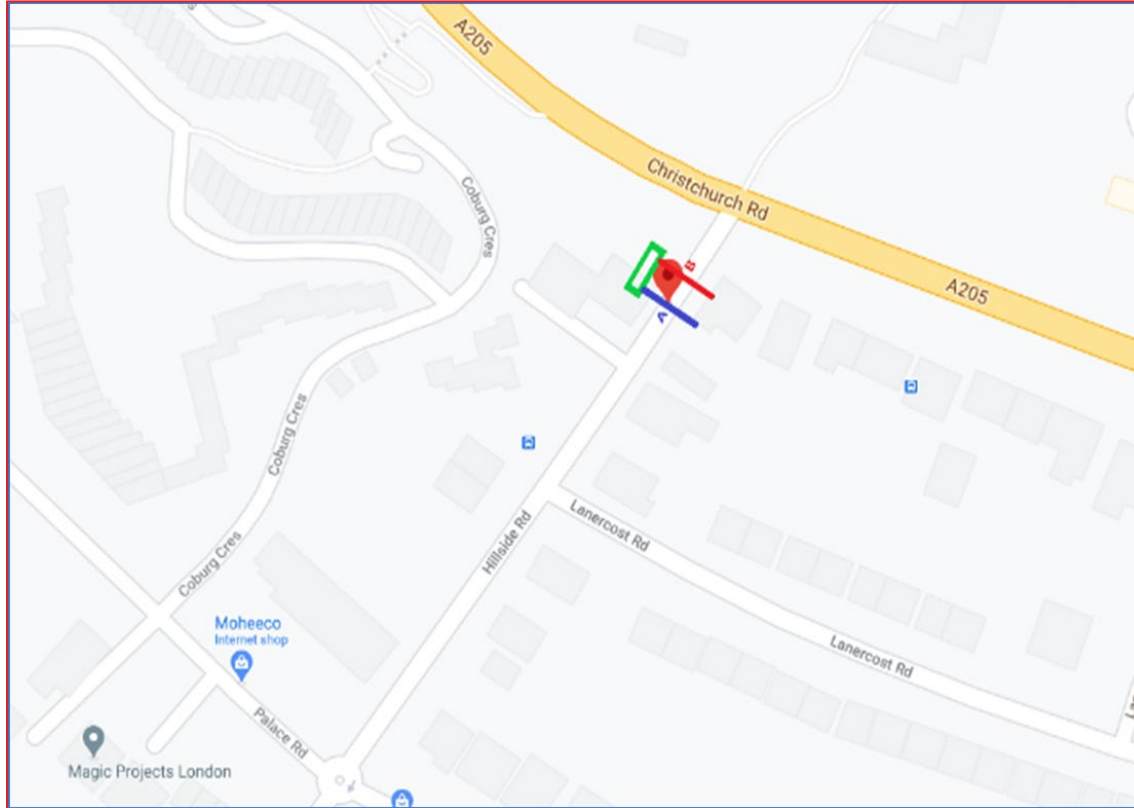 A205
Christchurch Rd
A205
Coburg Cres
B
A
Coburg Cres
Hillside Rd
Lanercost Rd
Coburg Cres
Lanercost Rd
Moheeco
Internet shop
Palace Rd
Magic Projects London